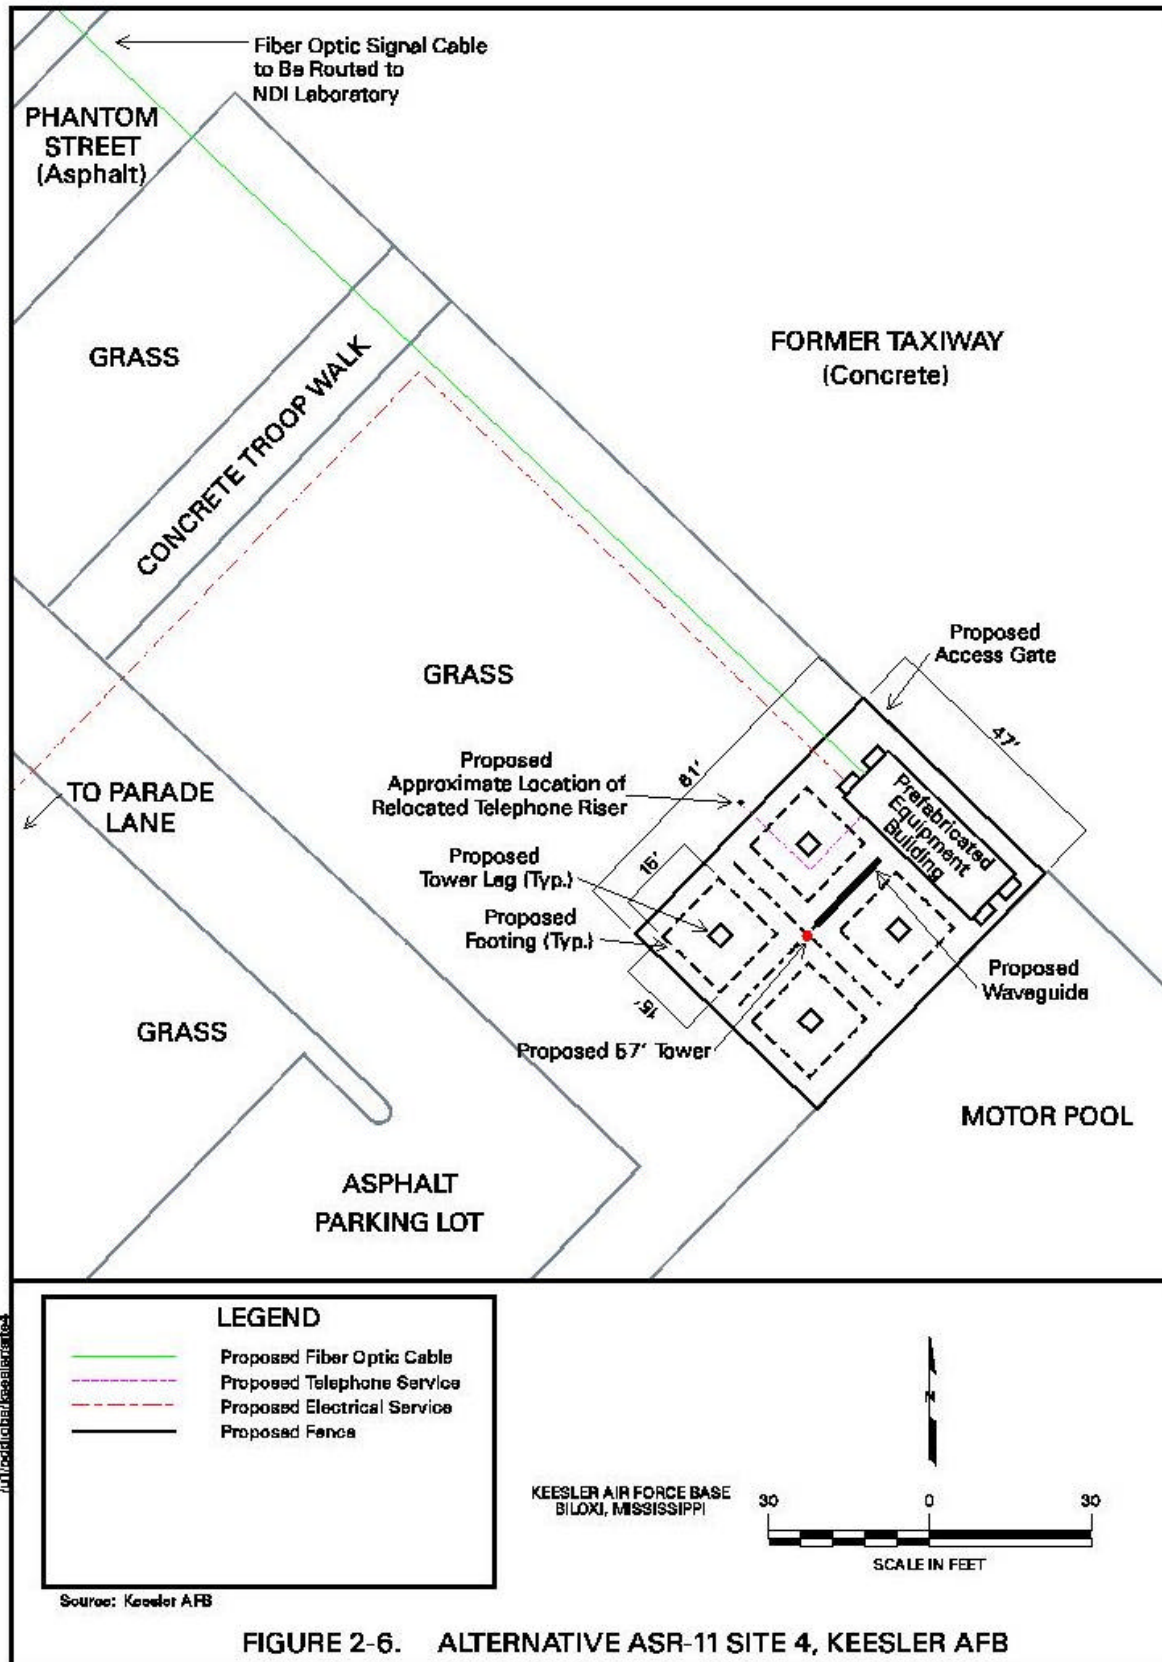 Fiber Optic Signal Cable
to Be Routed to
NDI Laboratory
PHANTOM
STREET
(Asphalt)
GRASS
CONCRETE TROOP WALK
FORMER TAXIWAY
(Concrete)
GRASS
Proposed
Access Gate
47'
61'
Proposed
Approximate Location of
Relocated Telephone Riser
Prefabricated
Equipment
Building
TO PARADE
LANE
Proposed
Tower Leg (Typ.)
15'
Proposed
Footing (Typ.)
15'
Proposed
Waveguide
GRASS
Proposed 57' Tower
MOTOR POOL
ASPHALT
PARKING LOT
LEGEND
Proposed Fiber Optic Cable
Proposed Telephone Service
Proposed Electrical Service
Proposed Fence
N
KEESLER AIR FORCE BASE
BILOXI, MISSISSIPPI
30 0 30
SCALE IN FEET
Source: Keesler AFB
FIGURE 2-6. ALTERNATIVE ASR-11 SITE 4, KEESLER AFB